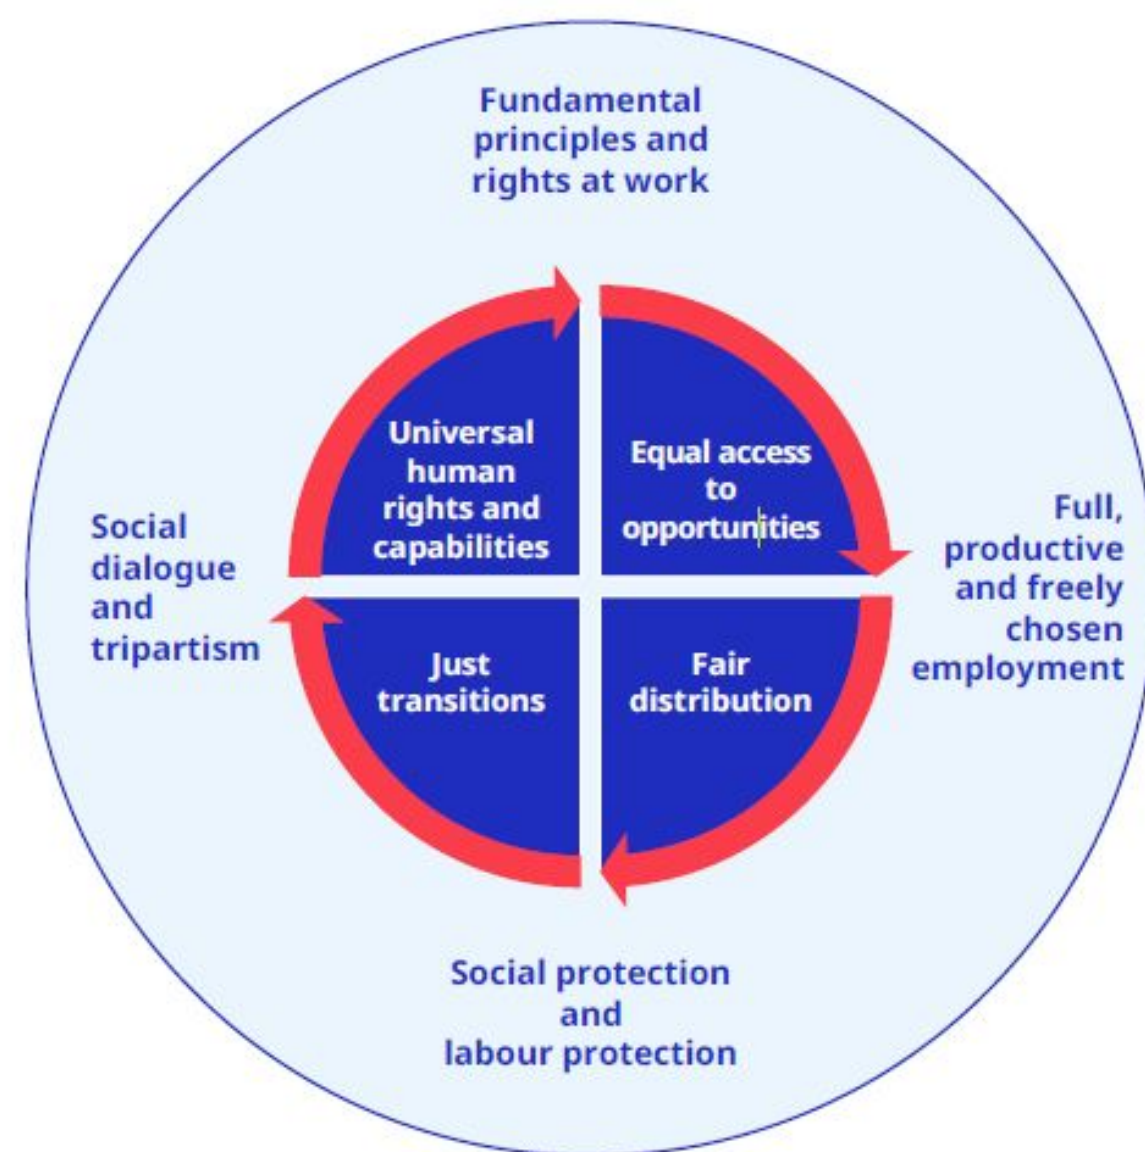 Fundamental
principles and
rights at work
Universal
human
rights and
capabilities
Equal access
to
opportunities
Social
dialogue
and
tripartism
Full,
productive
and freely
chosen
employment
Just
transitions
Fair
distribution
Social protection
and
labour protection